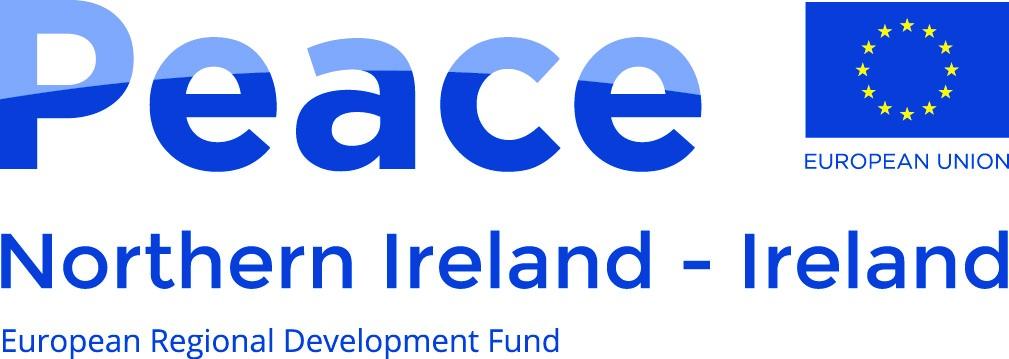 Peace
EUROPEAN UNION
Northern Ireland - Ireland
European Regional Development Fund